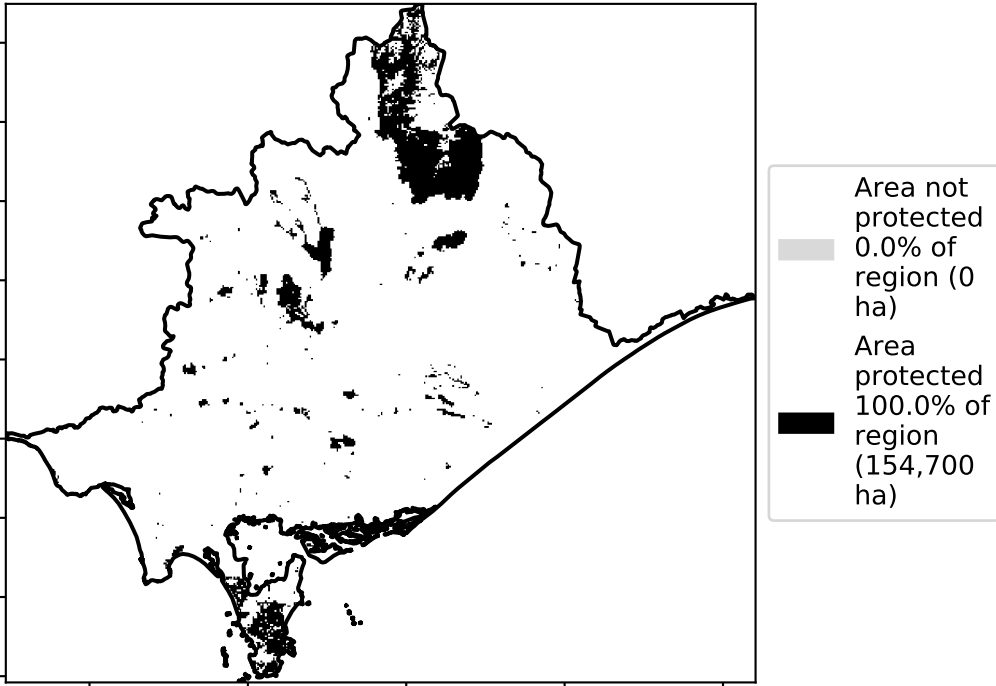 Area not
protected
0.0% of
region (0
ha)
Area
protected
100.0% of
region
(154,700
ha)